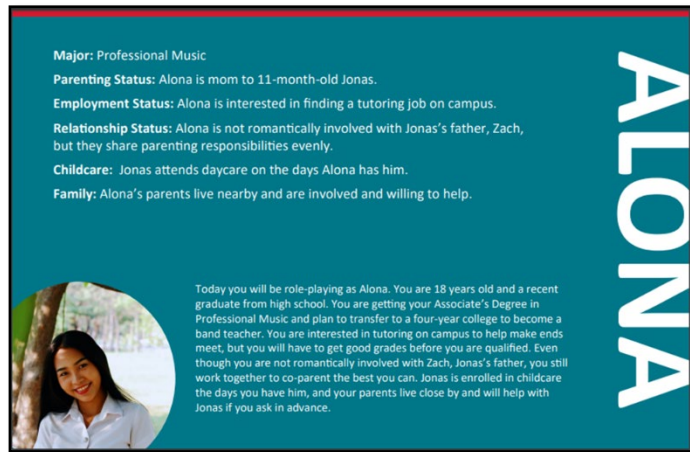 Major: Professional Music
Parenting Status: Alona is mom to 11-month-old Jonas.
Employment Status: Alona is interested in finding a tutoring job on campus.
Relationship Status: Alona is not romantically involved with Jonas's father, Zach,
but they share parenting responsibilities evenly.
Childcare: Jonas attends daycare on the days Alona has him.
Family: Alona's parents live nearby and are involved and willing to help.
ALONA
Today you will be role-playing as Alona. You are 18 years old and a recent
graduate from high school. You are getting your Associate's Degree in
Professional Music and plan to transfer to a four-year college to become a
band teacher. You are interested in tutoring on campus to help make ends
meet, but you will have to get good grades before you are qualified. Even
though you are not romantically involved with Zach, Jonas's father, you still
work together to co-parent the best you can. Jonas is enrolled in childcare
the days you have him, and your parents live close by and will help with
Jonas if you ask in advance.